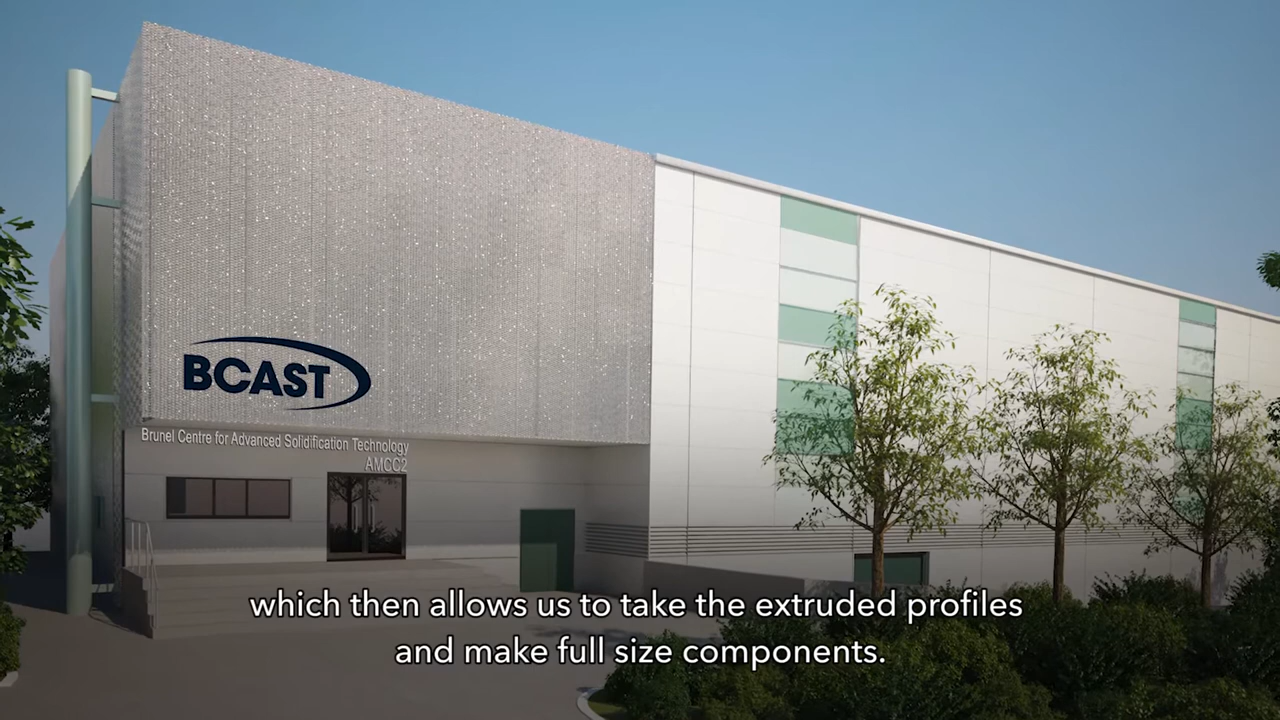 BCAST
Brunel Centre for Advanced Solidification Technology
AMCC2
which then allows us to take the extruded profiles
and make full size components.